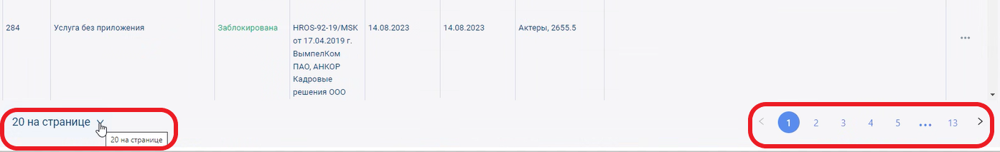 284 Услуга без приложения Заблокирована HROS-92-19/MSK 14.08.2023 14.08.2023 Актеры, 2655.5 •••
от 17.04.2019 г.
ВымпелКом
ПАО, АНКОР
Кадровые
решения ООО
20 на странице
20 на странице
1 2 3 4 5 ••• 13